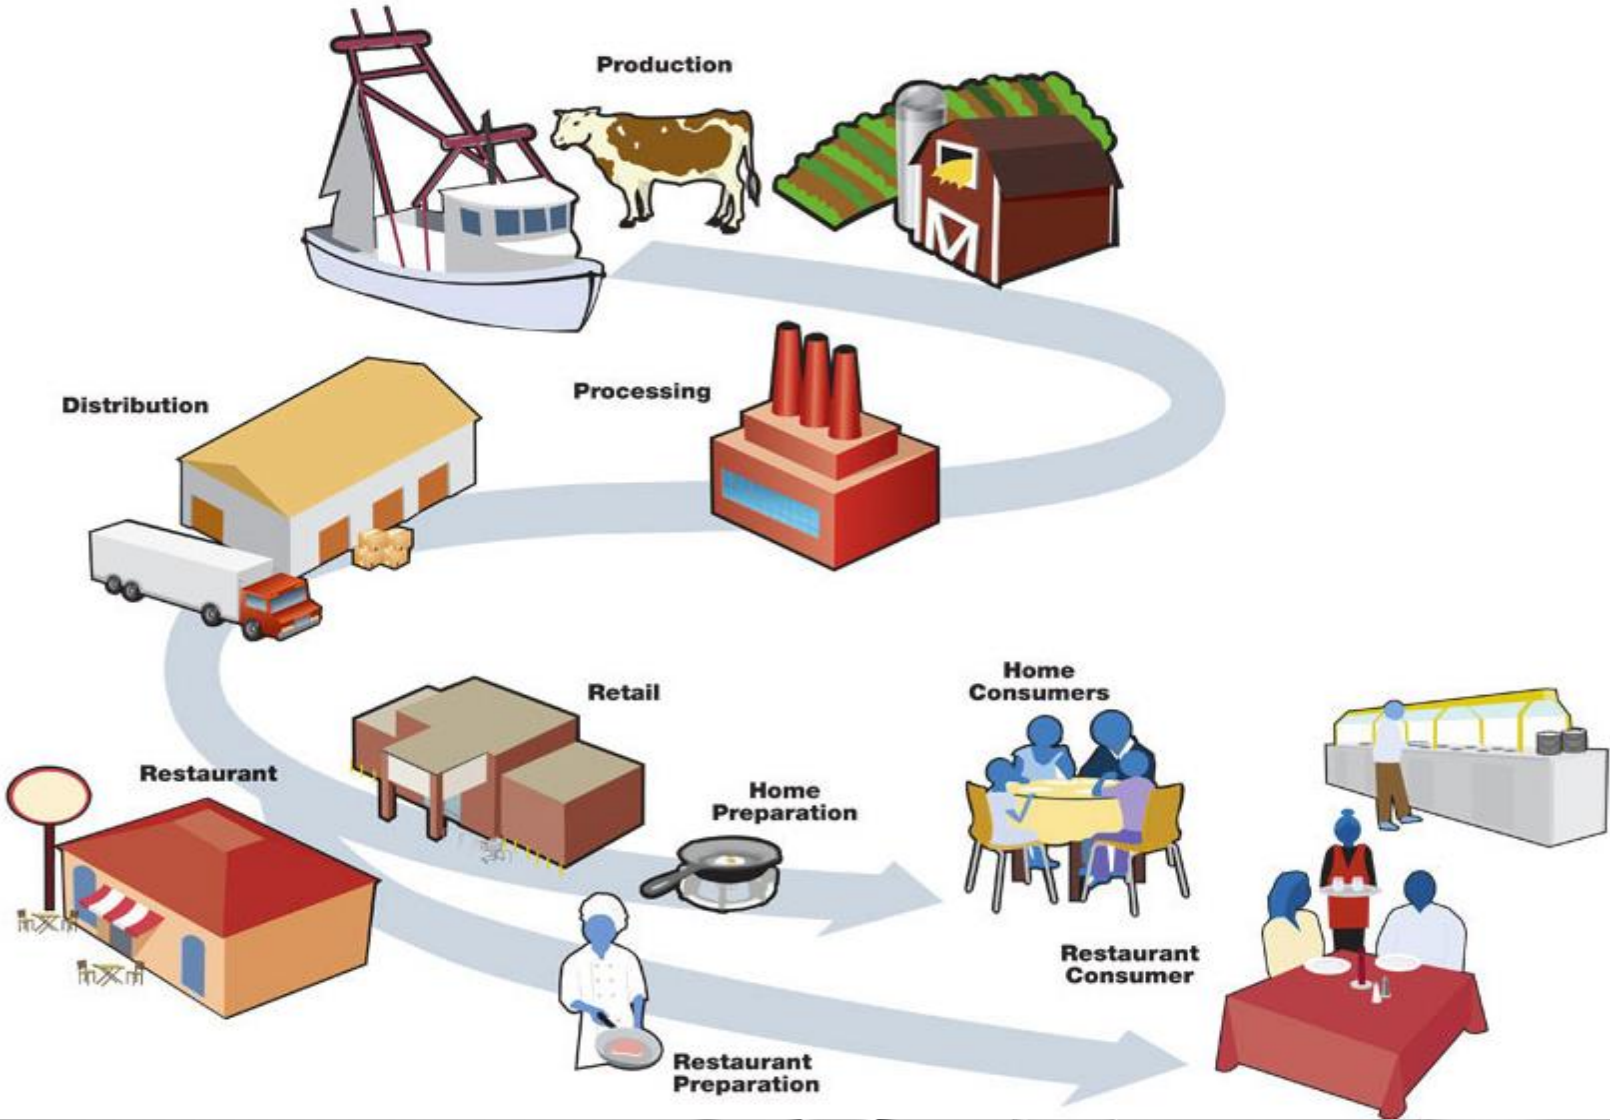 Production
Processing
Distribution
Retail
Home
Consumers
Restaurant
Home
Preparation
Restaurant
Consumer
Restaurant
Preparation